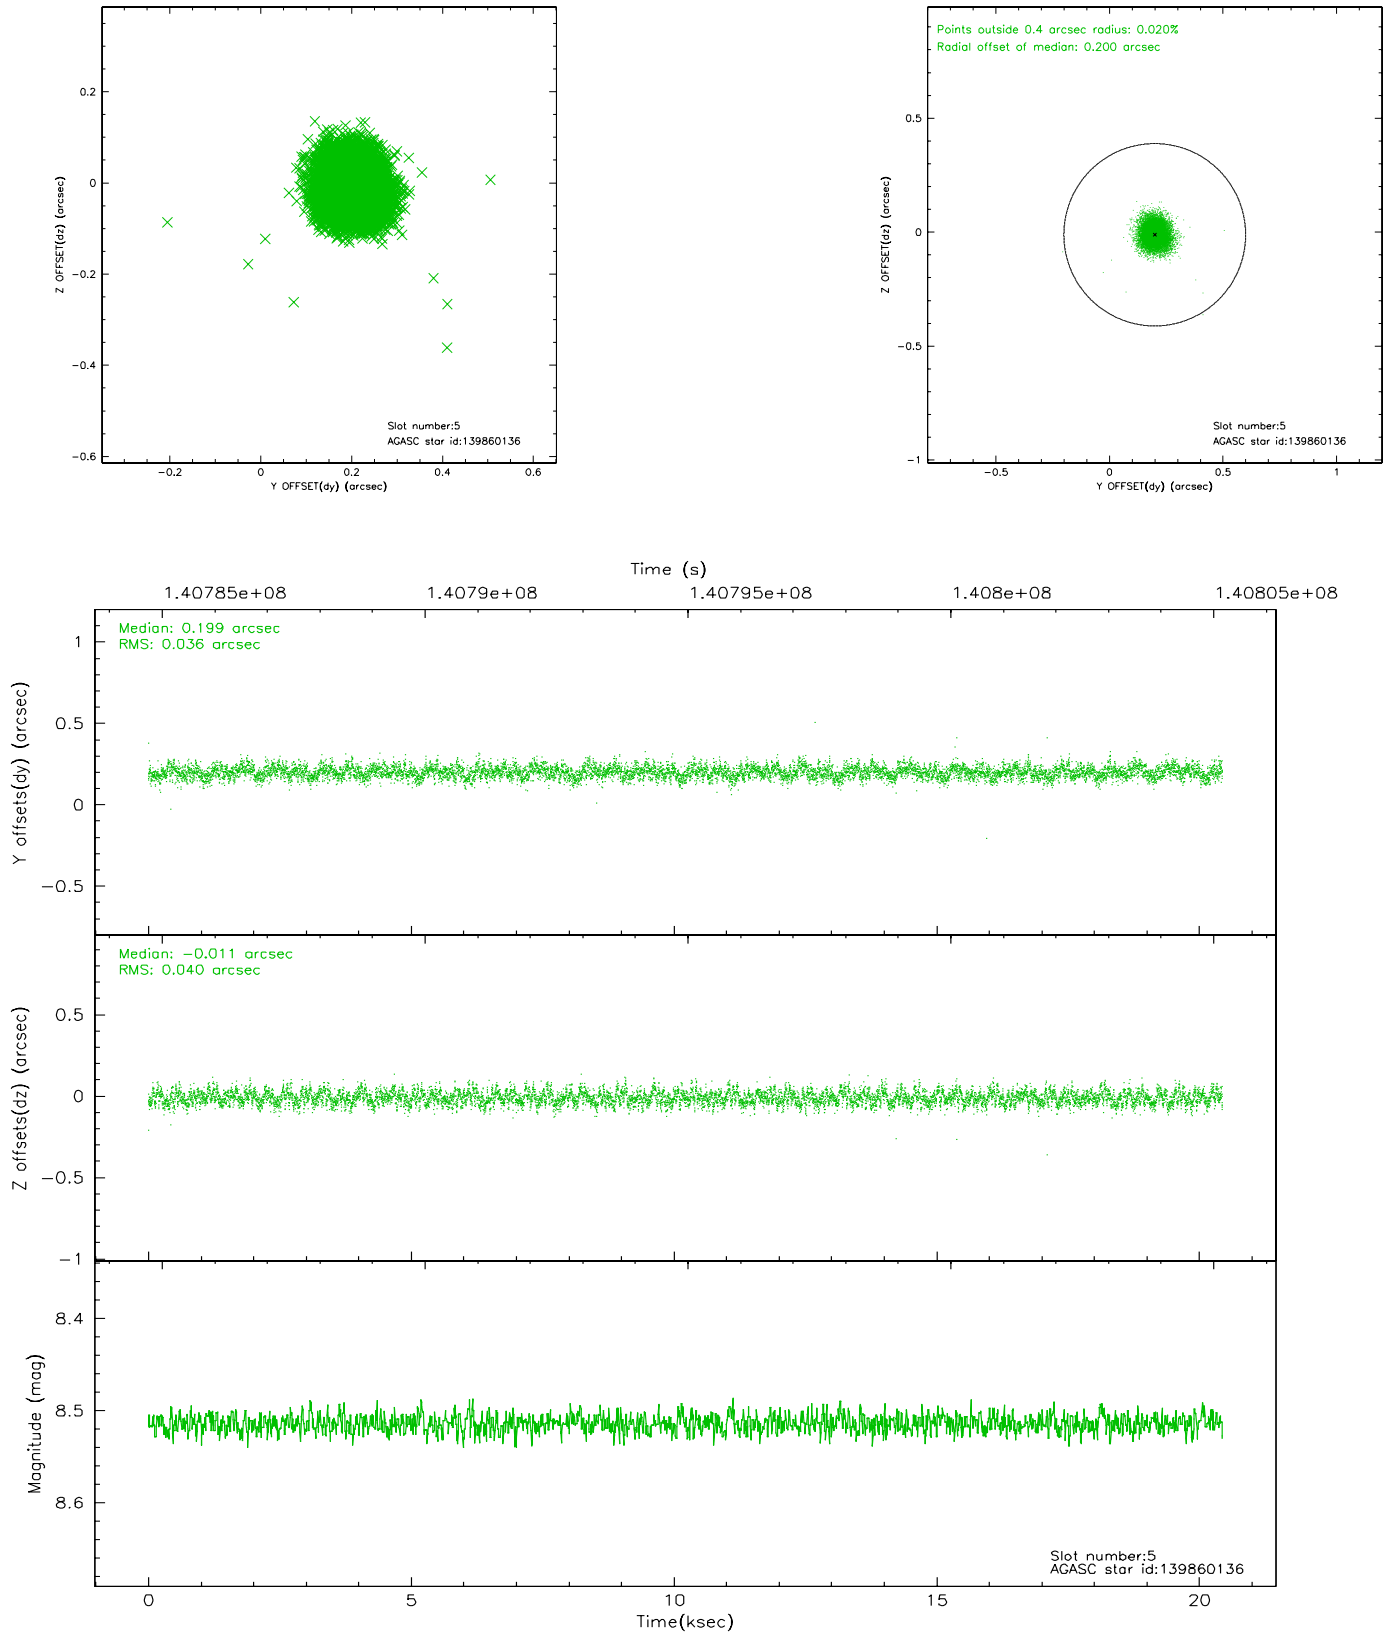 0.2
0
−0.2
−0.4
−0.6
Z OFFSET(dz) (arcsec)
Slot number:5
AGASC star id:139860136
−0.2 0 0.2 0.4 0.6
Y OFFSET(dy) (arcsec)
Points outside 0.4 arcsec radius: 0.020%
Radial offset of median: 0.200 arcsec
0.5
0
−0.5
−1
Z OFFSET(dz) (arcsec)
Slot number:5
AGASC star id:139860136
−0.5 0 0.5 1
Y OFFSET(dy) (arcsec)
Time (s)
1.40785e+08 1.4079e+08 1.40795e+08 1.408e+08 1.40805e+08
Median: 0.199 arcsec
RMS: 0.036 arcsec
1
0.5
0
−0.5
Y offsets(dy) (arcsec)
Median: −0.011 arcsec
RMS: 0.040 arcsec
0.5
0
−0.5
−1
Z offsets(dz) (arcsec)
8.4
8.5
8.6
Magnitude (mag)
Slot number:5
AGASC star id:139860136
0 5 10 15 20
Time(ksec)